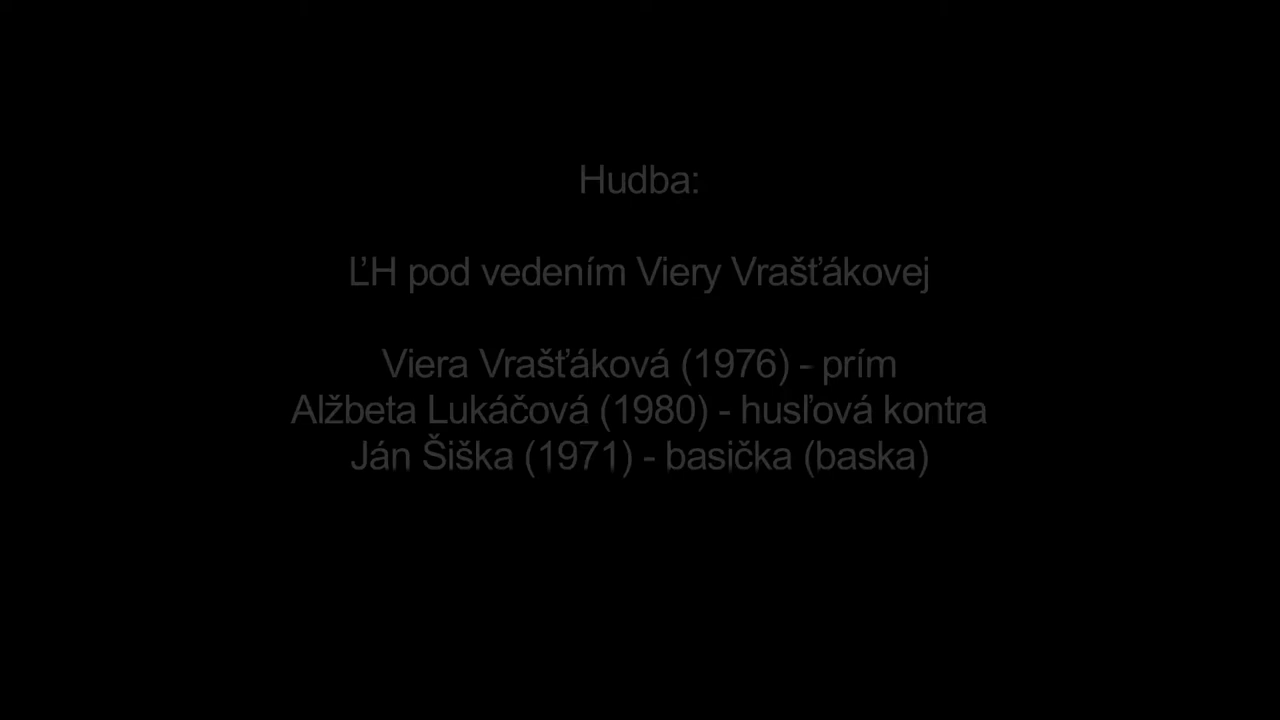 Hudba:
ĽH pod vedením Viery Vrašťákovej
Viera Vrašťáková (1976) - prím
Alžbeta Lukáčová (1980) - husľová kontra
Ján Šiška (1971) - basička (baska)